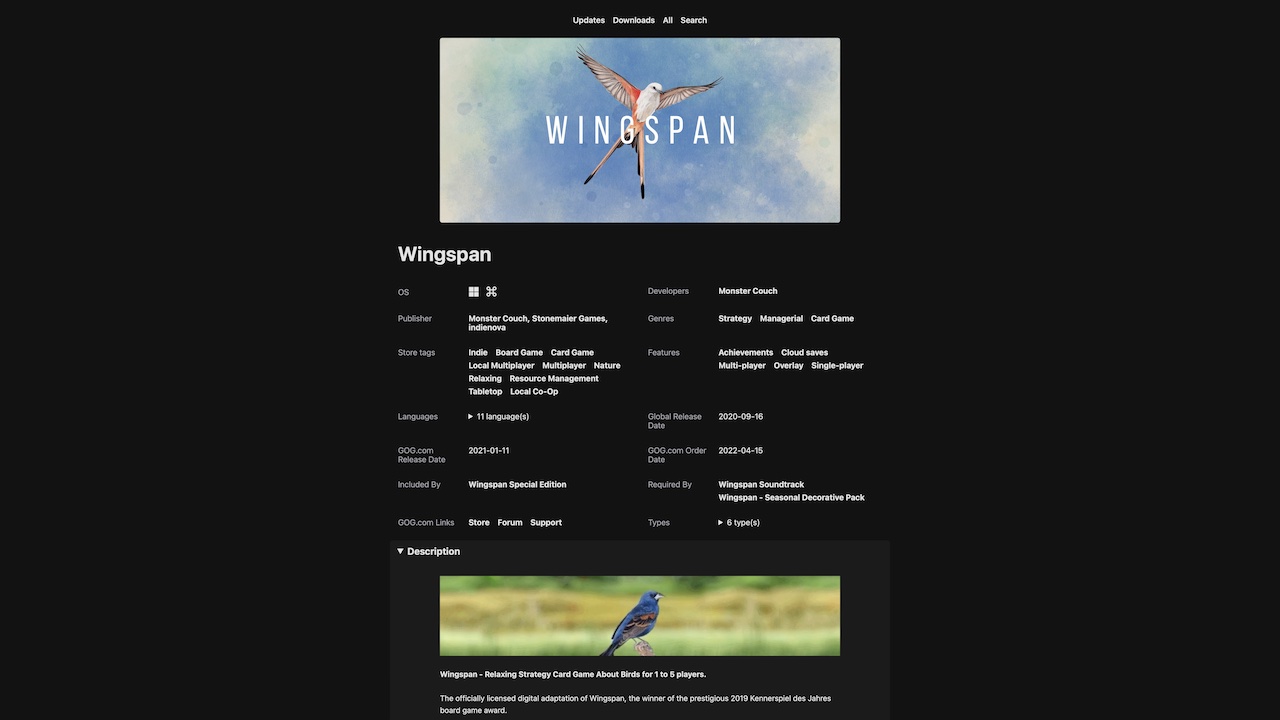 Updates Downloads All Search
WINGSPAN
Wingspan
OS
Developers Monster Couch
Publisher Monster Couch, Stonemaier Games,
indienova
Genres Strategy Managerial Card Game
Store tags Indie Board Game Card Game
Local Multiplayer Multiplayer Nature
Relaxing Resource Management
Tabletop Local Co-Op
Features Achievements Cloud saves
Multi-player Overlay Single-player
Languages 11 language(s)
Global Release
Date
2020-09-16
GOG.com
Release Date
2021-01-11
GOG.com Order
Date
2022-04-15
Included By Wingspan Special Edition
Required By Wingspan Soundtrack
Wingspan - Seasonal Decorative Pack
GOG.com Links Store Forum Support
Types 6 type(s)
Description
Wingspan - Relaxing Strategy Card Game About Birds for 1 to 5 players.
The officially licensed digital adaptation of Wingspan, the winner of the prestigious 2019 Kennerspiel des Jahres
board game award.